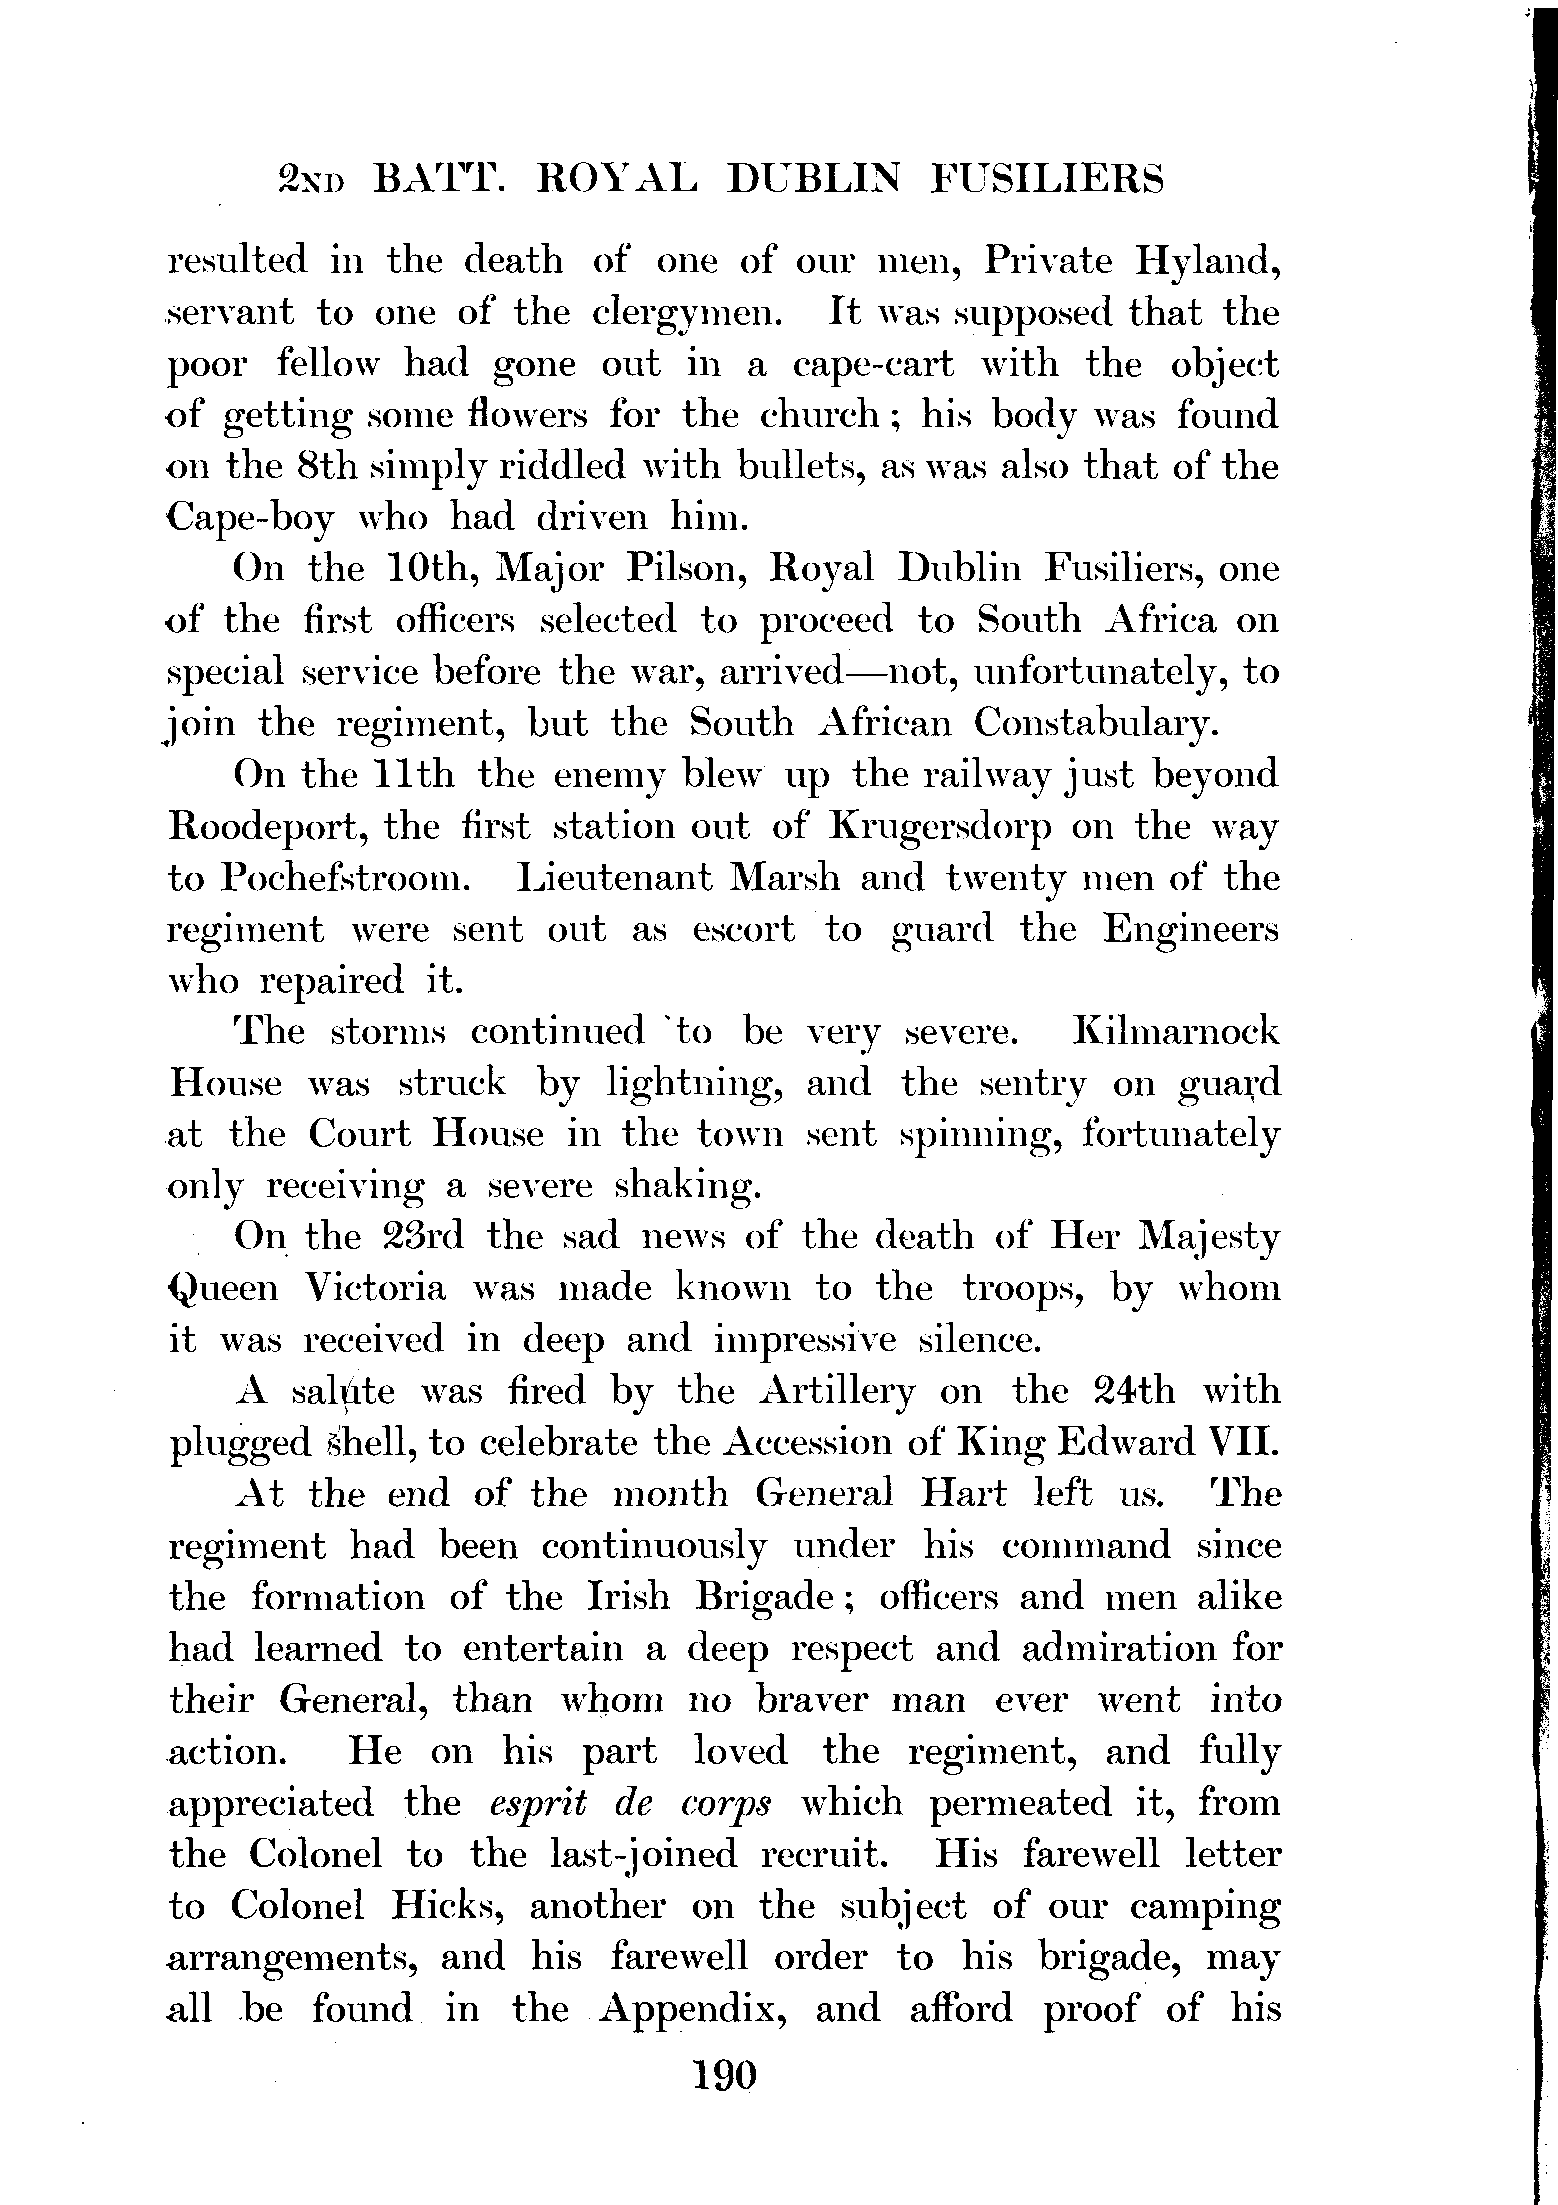 2ND BATT. ROYAL DUBLIN FUSILIERS
resulted in the death of one of our men, Private Hyland,
servant to one of the clergymen. It was supposed that the
poor fellow had gone out in a cape-cart with the object
of getting some flowers for the church; his body was found
on the 8th simply riddled with bullets, as was also that of the
Cape-boy who had driven him.
On the 10th, Major Pilson, Royal Dublin Fusiliers, one
of the first officers selected to proceed to South Africa on
special service before the war, arrived—not, unfortunately, to
join the regiment, but the South African Constabulary.
On the 11th the enemy blew up the railway just beyond
Roodeport, the first station out of Krugersdorp on the way
to Pochefstroom. Lieutenant Marsh and twenty men of the
regiment were sent out as escort to guard the Engineers
who repaired it.
The storms continued to be very severe. Kilmarnock
House was struck by lightning, and the sentry on guard
at the Court House in the town sent spinning, fortunately
only receiving a severe shaking.
On the 23rd the sad news of the death of Her Majesty
Queen Victoria was made known to the troops, by whom
it was received in deep and impressive silence.
A salute was fired by the Artillery on the 24th with
plugged shell, to celebrate the Accession of King Edward VII.
At the end of the month General Hart left us. The
regiment had been continuously under his command since
the formation of the Irish Brigade; officers and men alike
had learned to entertain a deep respect and admiration for
their General, than whom no braver man ever went into
action. He on his part loved the regiment, and fully
appreciated the esprit de corps which permeated it, from
the Colonel to the last-joined recruit. His farewell letter
to Colonel Hicks, another on the subject of our camping
arrangements, and his farewell order to his brigade, may
all be found in the Appendix, and afford proof of his
190